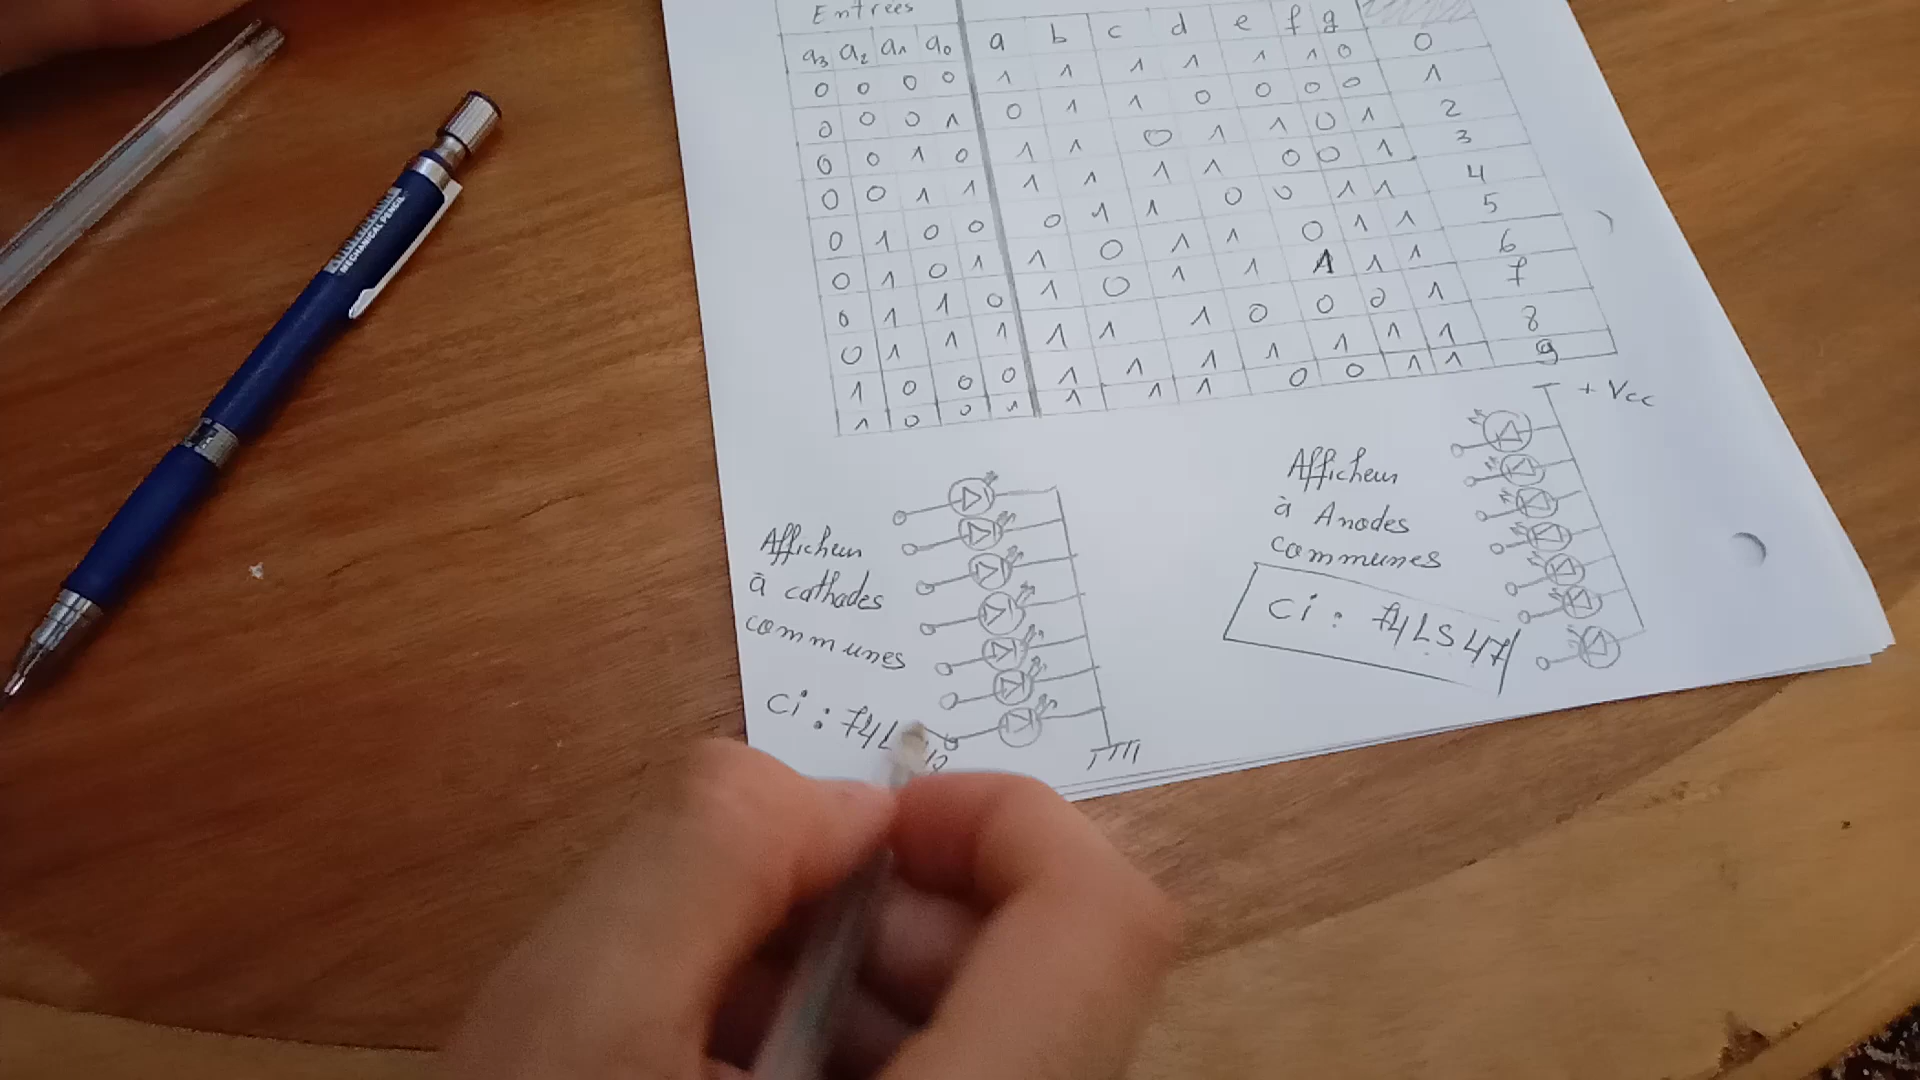 Entrées
a3 a2 a1 a0 a b c d e f g
0 0 0 0 1 1 1 1 1 1 0 0
0 0 0 1 0 1 1 0 0 0 0 1
0 0 1 0 1 1 0 1 1 0 1 2
0 0 1 1 1 1 1 1 0 0 1 3
0 1 0 0 0 1 1 0 0 1 1 4
0 1 0 1 1 0 1 1 0 1 1 5
0 1 1 0 1 0 1 1 1 1 1 6
0 1 1 1 1 1 1 0 0 0 1 7
1 0 0 0 1 1 1 1 1 1 1 8
1 0 0 1 1 1 1 0 0 1 1 9
Afficheur
à cathodes
communes
Ci :
+ Vcc
Afficheur
à Anodes
communes
Ci : 74LS47
MECHANICAL PENCIL